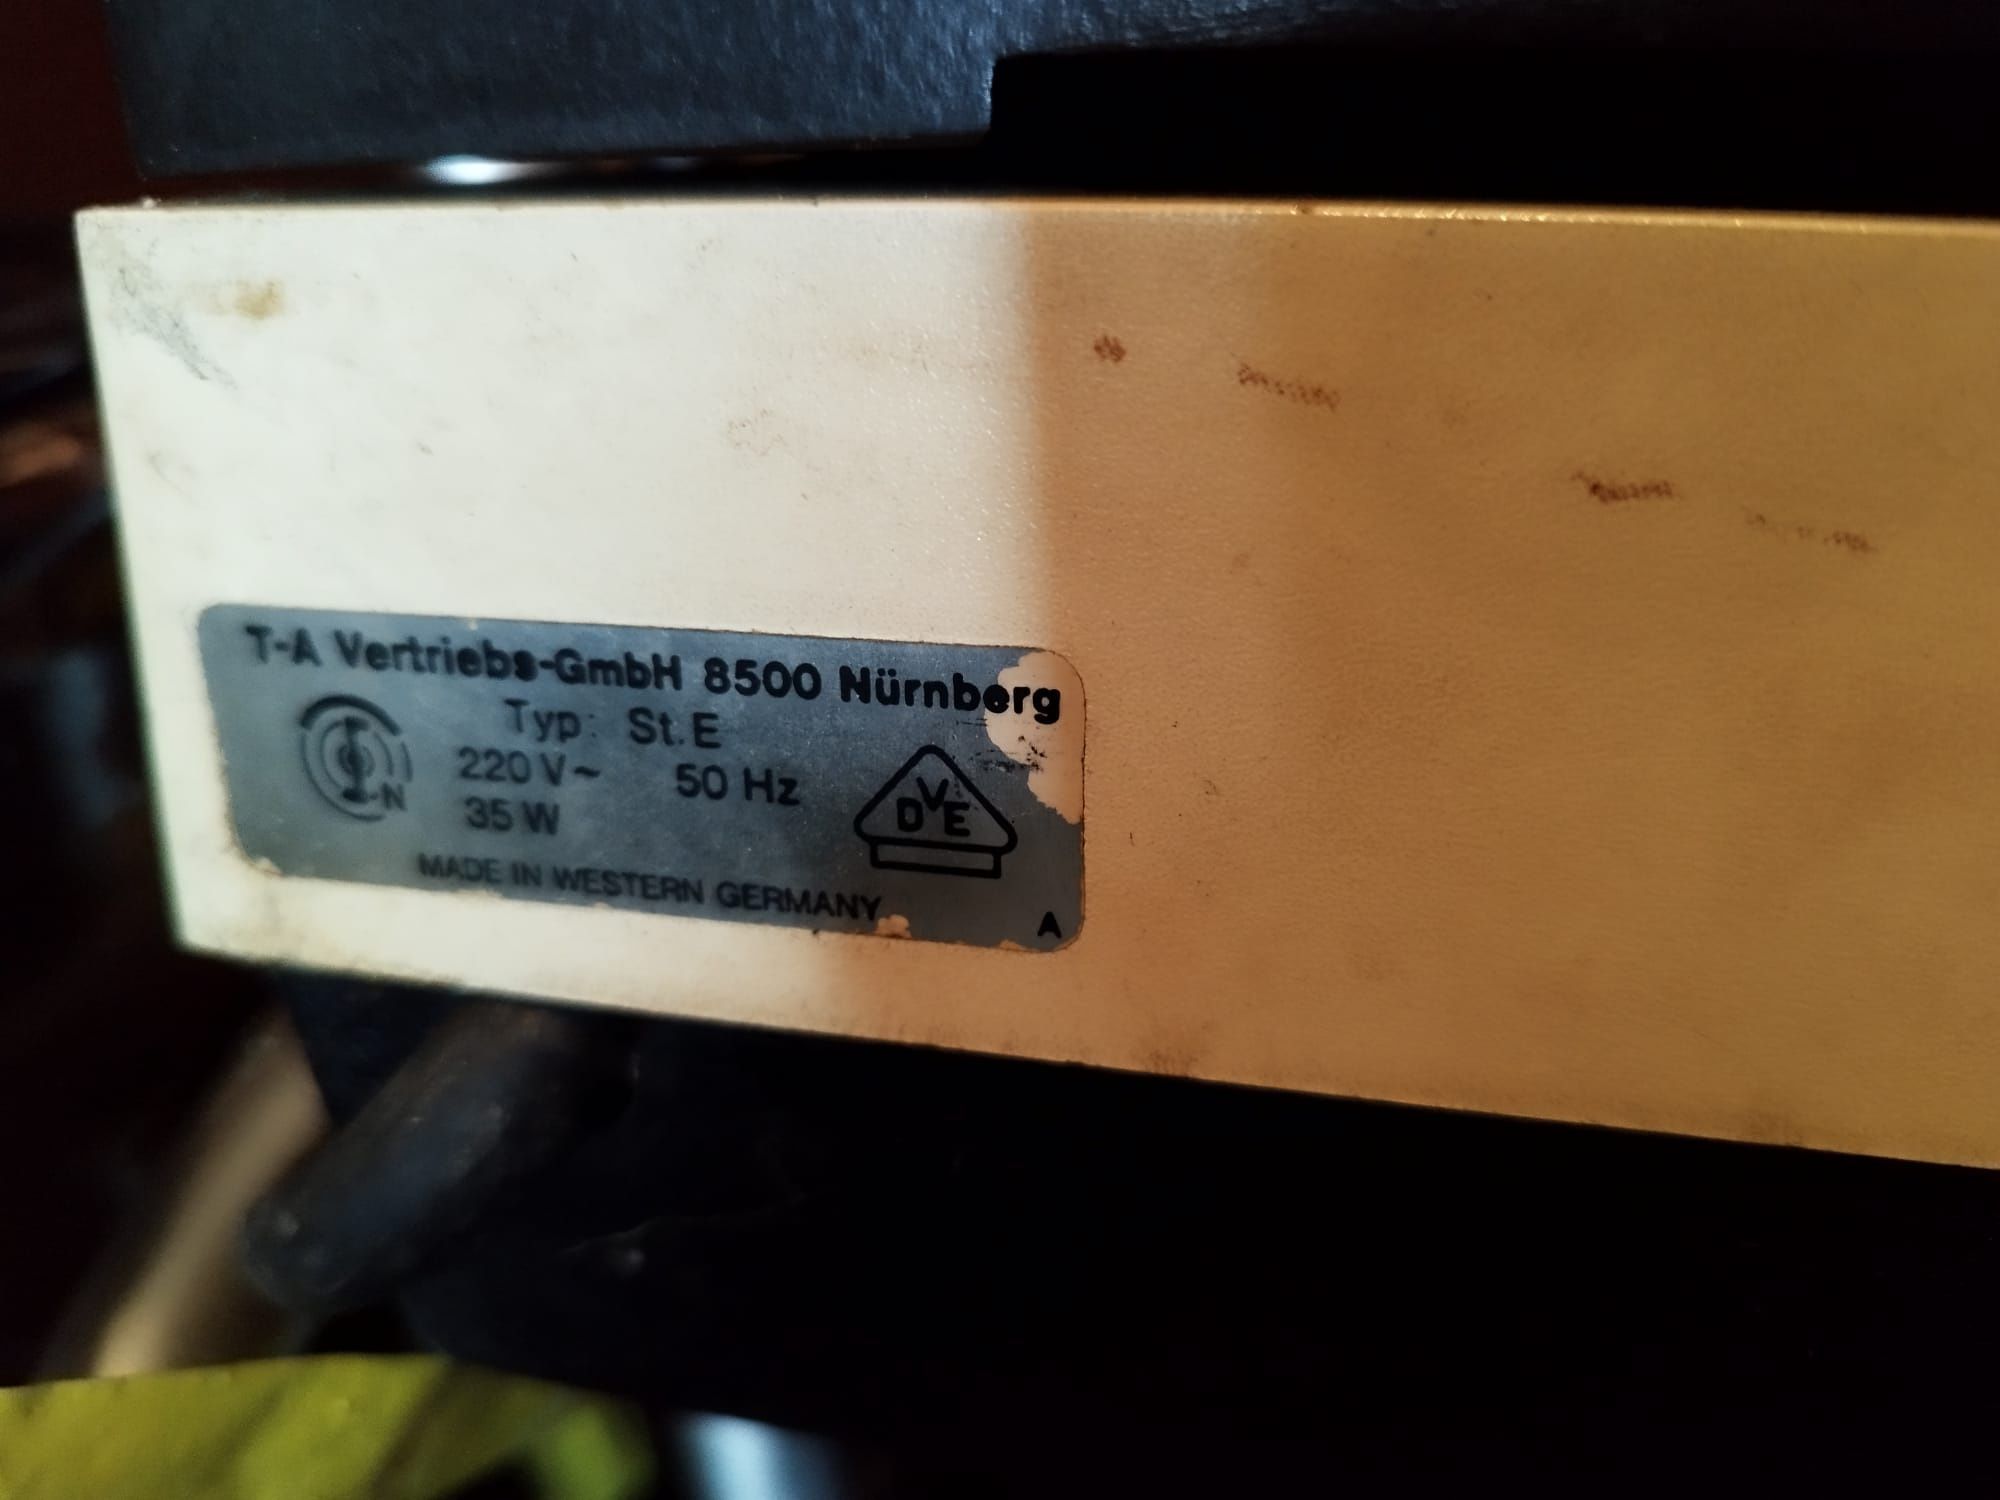 T-A Vertriebs-GmbH 8500 Nürnberg
Typ: St. E
220 V~ 50 Hz
35 W
N
DVE
MADE IN WESTERN GERMANY
A